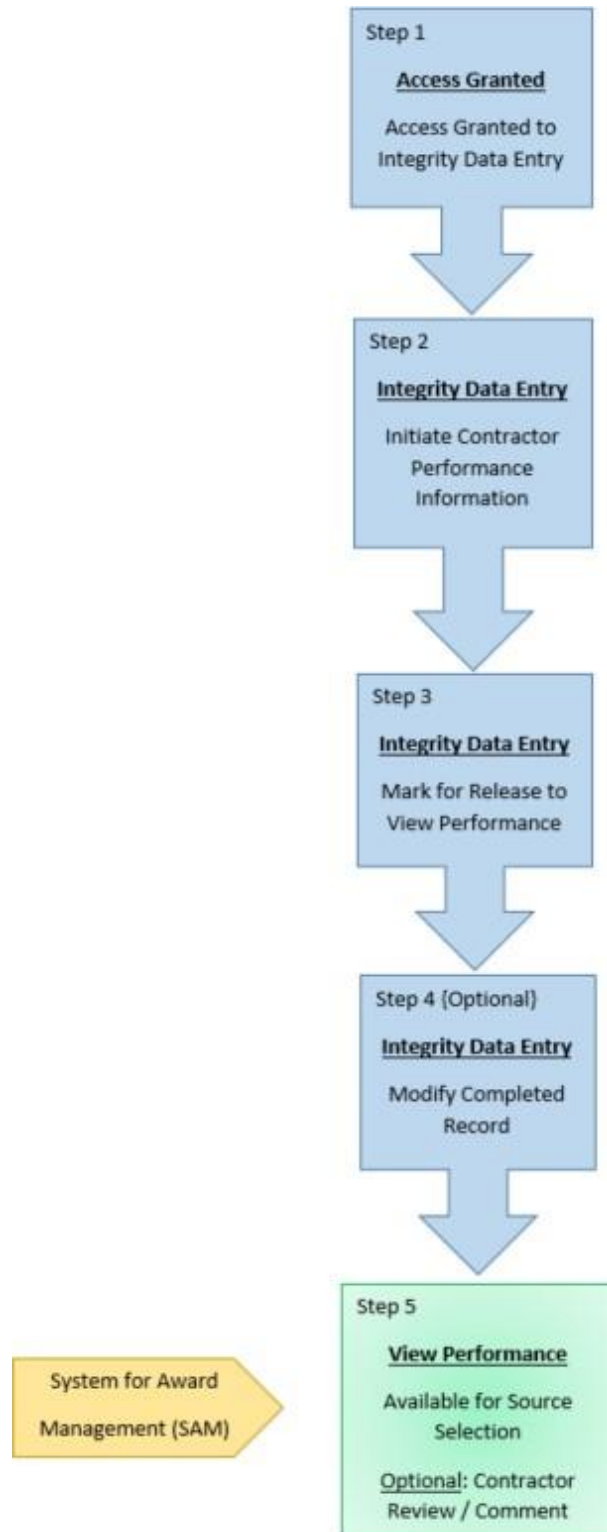 Step 1
Access Granted
Access Granted to
Integrity Data Entry
Step 2
Integrity Data Entry
Initiate Contractor
Performance
Information
Step 3
Integrity Data Entry
Mark for Release to
View Performance
Step 4 {Optional}
Integrity Data Entry
Modify Completed
Record
System for Award
Management (SAM)
Step 5
View Performance
Available for Source
Selection
Optional: Contractor
Review / Comment